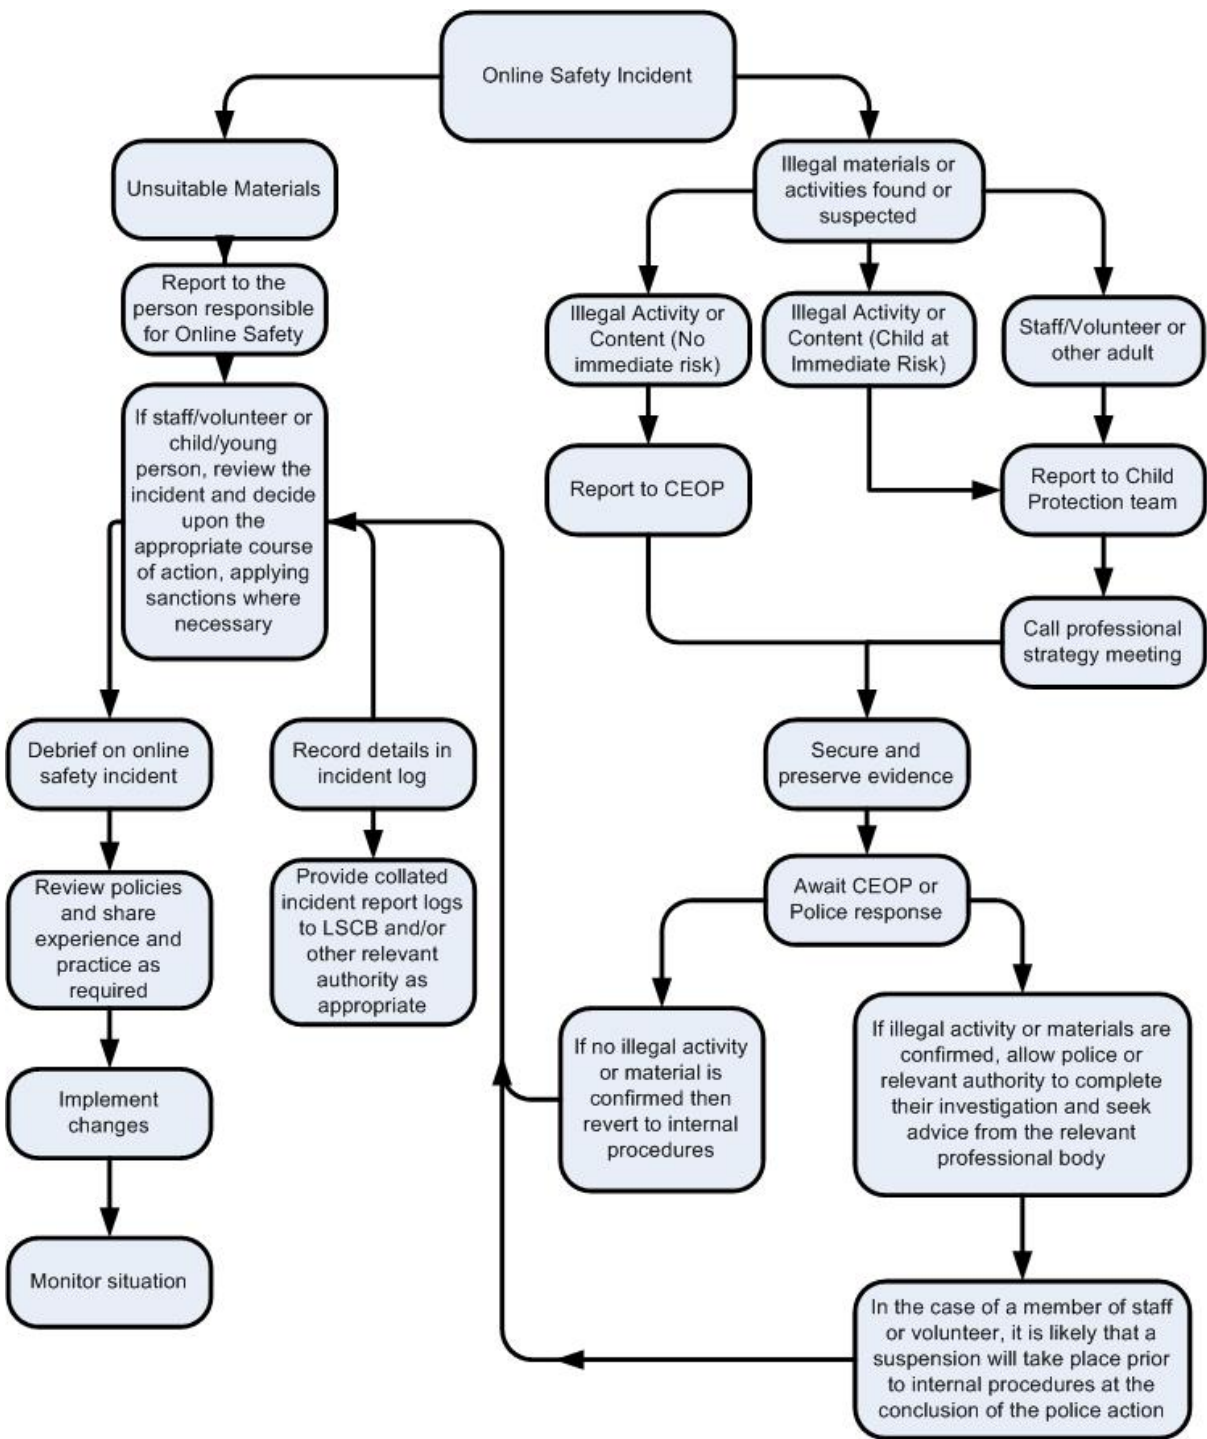 Online Safety Incident
Unsuitable Materials
Report to the
person responsible
for Online Safety
If staff/volunteer or
child/young
person, review the
incident and decide
upon the
appropriate course
of action, applying
sanctions where
necessary
Debrief on online
safety incident
Review policies
and share
experience and
practice as
required
Implement
changes
Monitor situation
Record details in
incident log
Provide collated
incident report logs
to LSCB and/or
other relevant
authority as
appropriate
Illegal materials or
activities found or
suspected
Illegal Activity or
Content (No
immediate risk)
Illegal Activity or
Content (Child at
Immediate Risk)
Staff/Volunteer or
other adult
Report to CEOP
Report to Child
Protection team
Call professional
strategy meeting
Secure and
preserve evidence
Await CEOP or
Police response
If no illegal activity
or material is
confirmed then
revert to internal
procedures
If illegal activity or materials are
confirmed, allow police or
relevant authority to complete
their investigation and seek
advice from the relevant
professional body
In the case of a member of staff
or volunteer, it is likely that a
suspension will take place prior
to internal procedures at the
conclusion of the police action